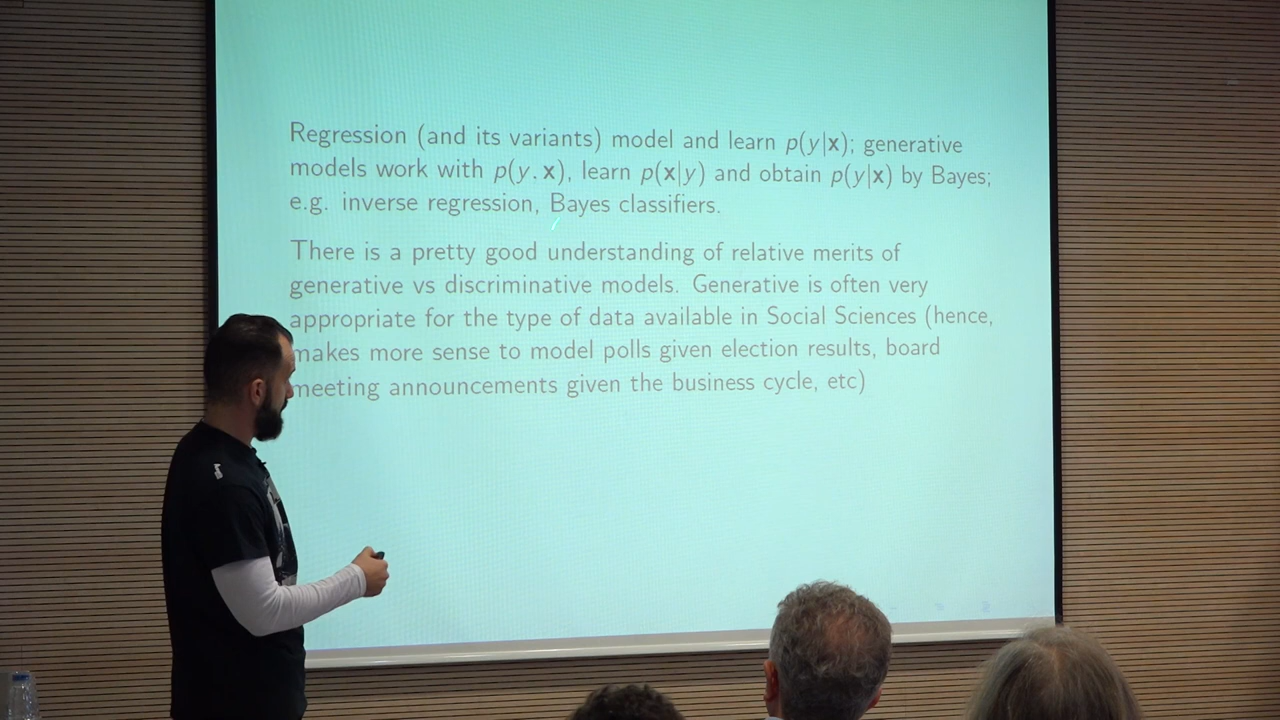 Regression (and its variants) model and learn p(y|x); generative
models work with p(y, x), learn p(x|y) and obtain p(y|x) by Bayes;
e.g. inverse regression, Bayes classifiers.
There is a pretty good understanding of relative merits of
generative vs discriminative models. Generative is often very
appropriate for the type of data available in Social Sciences (hence,
makes more sense to model polls given election results, board
meeting announcements given the business cycle, etc)